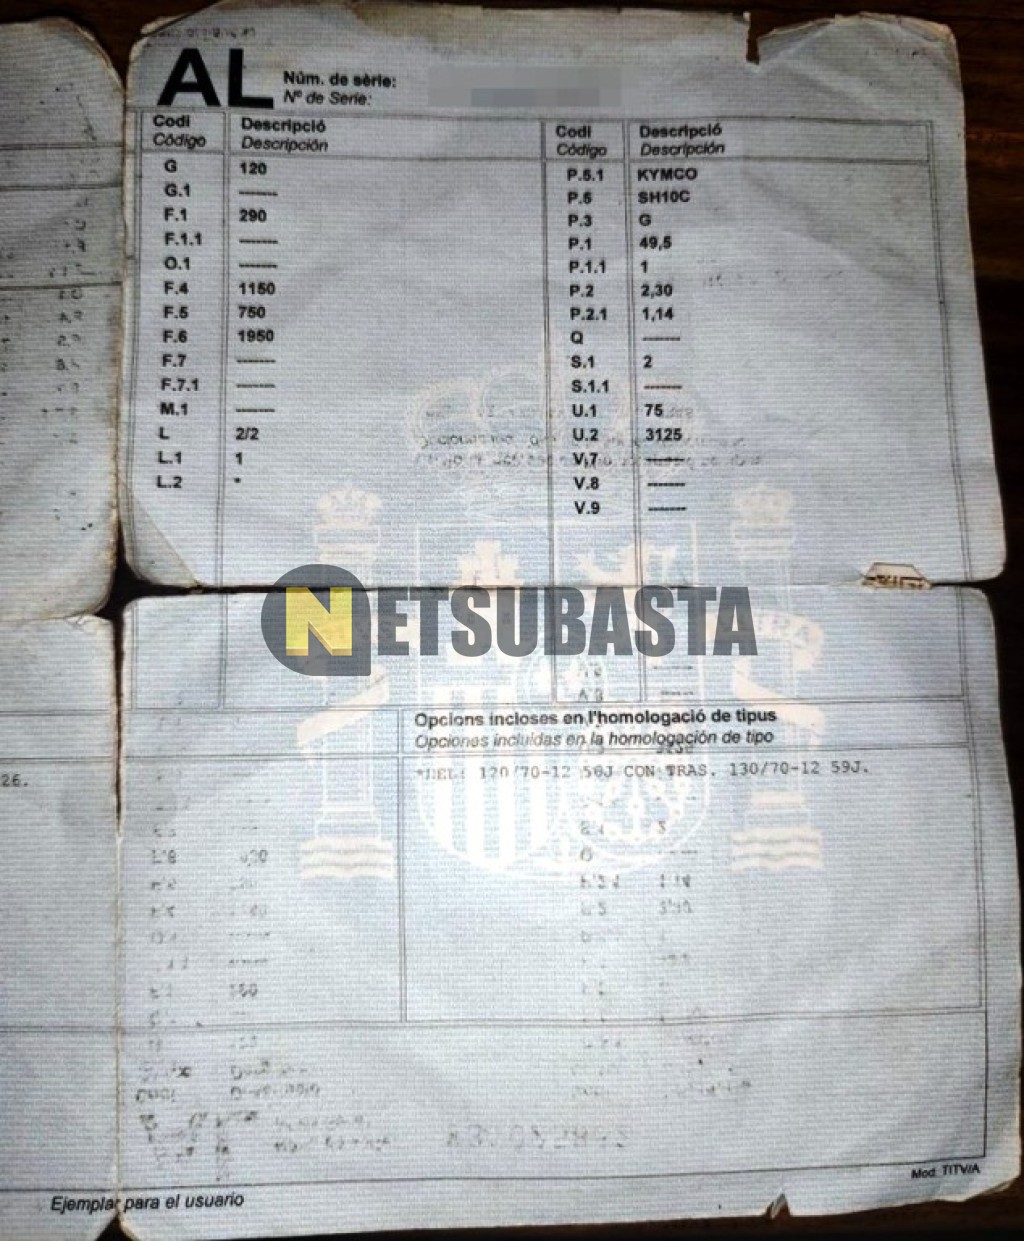 AL
Núm. de sèrie:
Nº de Serie:
Codi Descripció
Código Descripción
G 120
G.1 -------
F.1 290
F.1.1 -------
O.1 -------
F.4 1150
F.5 750
F.6 1950
F.7 -------
F.7.1 -------
M.1 -------
L 2/2
L.1 1
L.2 *
Codi Descripció
Código Descripción
P.5.1 KYMCO
P.5 SH10C
P.3 G
P.1 49,5
P.1.1 1
P.2 2,30
P.2.1 1,14
Q -------
S.1 2
S.1.1 -------
U.1 75
U.2 3125
V.7 -------
V.8 -------
V.9 -------
NETSUBASTA
Opcions incloses en l'homologació de tipus
Opciones incluidas en la homologación de tipo
26.
*DEL: 120/70-12 56J CON TRAS. 130/70-12 59J.
Mod. TITV/A
Ejemplar para el usuario